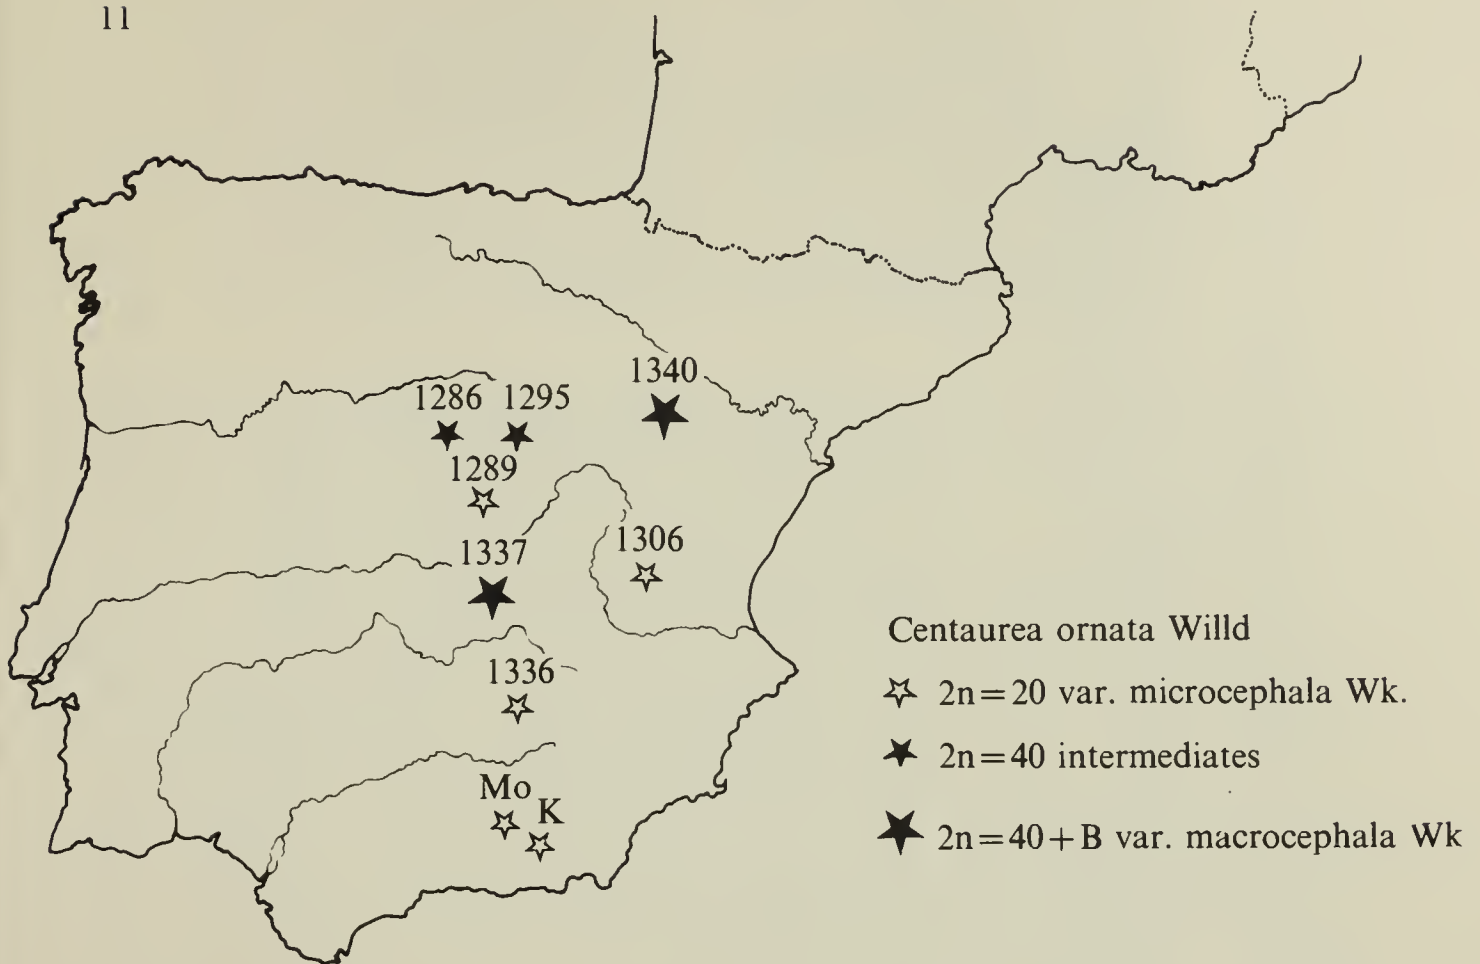 11
1340
1286 1295
1289
1337
1306
1336
Mo
K
Centaurea ornata Willd
2n=20 var. microcephala Wk.
2n=40 intermediates
2n=40+B var. macrocephala Wk